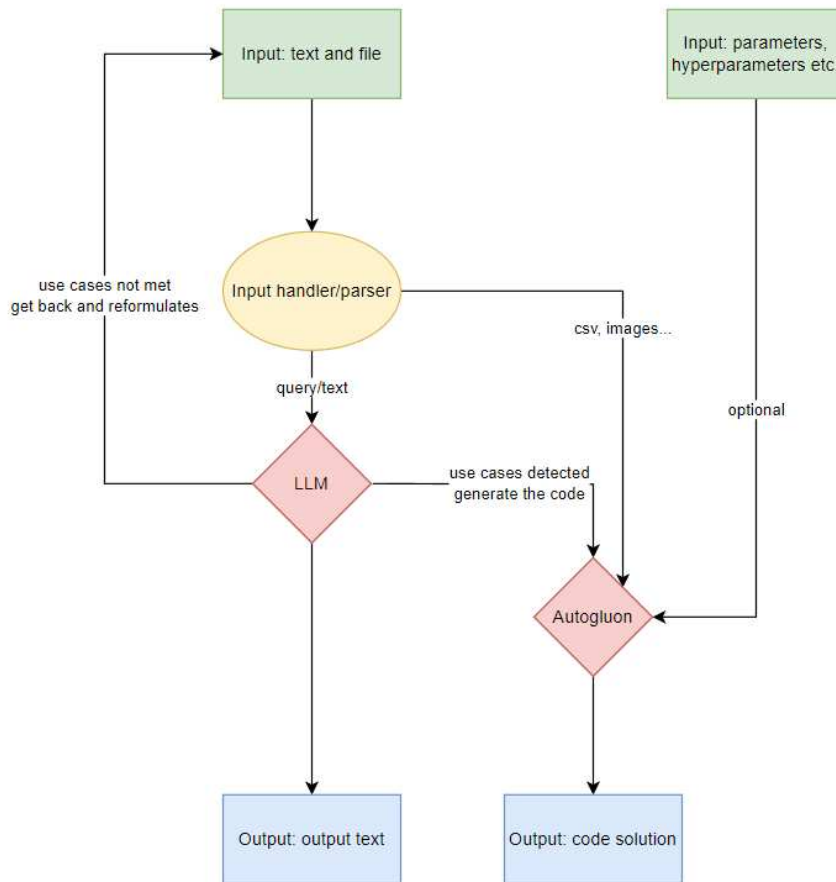 Input: text and file
Input: parameters,
hyperparameters etc
use cases not met
get back and reformulates
Input handler/parser
csv, images...
query/text
optional
LLM
use cases detected
generate the code
Autogluon
Output: output text
Output: code solution